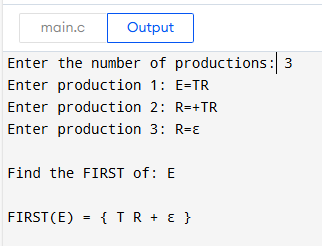 main.c Output
Enter the number of productions: 3
Enter production 1: E=TR
Enter production 2: R=+TR
Enter production 3: R=ε
Find the FIRST of: E
FIRST(E) = { T R + ε }